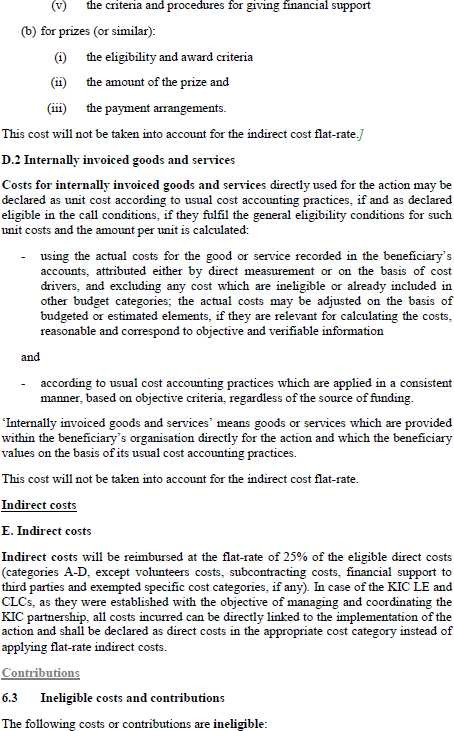 (v) the criteria and procedures for giving financial support
(b) for prizes (or similar):
(i) the eligibility and award criteria
(ii) the amount of the prize and
(iii) the payment arrangements.
This cost will not be taken into account for the indirect cost flat-rate.]
D.2 Internally invoiced goods and services
Costs for internally invoiced goods and services directly used for the action may be
declared as unit cost according to usual cost accounting practices, if and as declared
eligible in the call conditions, if they fulfil the general eligibility conditions for such
unit costs and the amount per unit is calculated:
- using the actual costs for the good or service recorded in the beneficiary's
accounts, attributed either by direct measurement or on the basis of cost
drivers, and excluding any cost which are ineligible or already included in
other budget categories; the actual costs may be adjusted on the basis of
budgeted or estimated elements, if they are relevant for calculating the costs,
reasonable and correspond to objective and verifiable information
and
- according to usual cost accounting practices which are applied in a consistent
manner, based on objective criteria, regardless of the source of funding.
'Internally invoiced goods and services' means goods or services which are provided
within the beneficiary's organisation directly for the action and which the beneficiary
values on the basis of its usual cost accounting practices.
This cost will not be taken into account for the indirect cost flat-rate.
Indirect costs
E. Indirect costs
Indirect costs will be reimbursed at the flat-rate of 25% of the eligible direct costs
(categories A-D, except volunteers costs, subcontracting costs, financial support to
third parties and exempted specific cost categories, if any). In case of the KIC LE and
CLCs, as they were established with the objective of managing and coordinating the
KIC partnership, all costs incurred can be directly linked to the implementation of the
action and shall be declared as direct costs in the appropriate cost category instead of
applying flat-rate indirect costs.
Contributions
6.3 Ineligible costs and contributions
The following costs or contributions are ineligible: